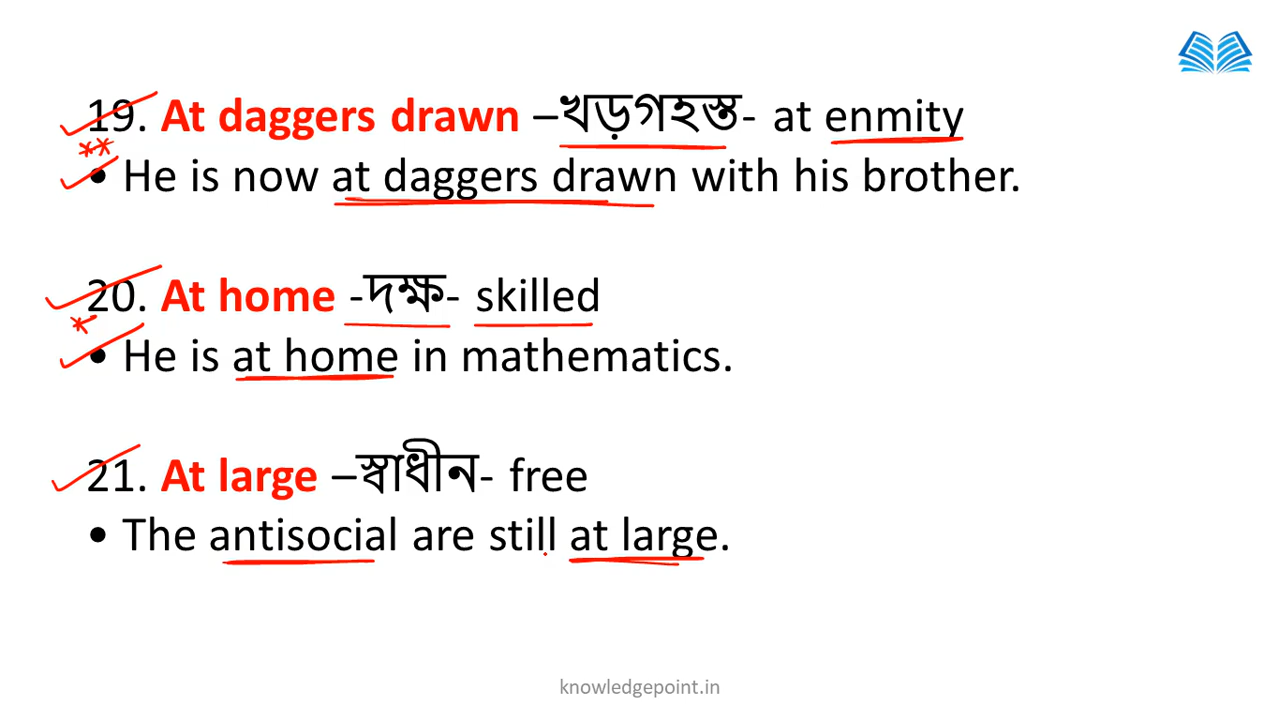 19. At daggers drawn –খড়গহস্ত- at enmity
**
• He is now at daggers drawn with his brother.
20. At home -দক্ষ- skilled
*
• He is at home in mathematics.
21. At large –স্বাধীন- free
• The antisocial are still at large.
knowledgepoint.in